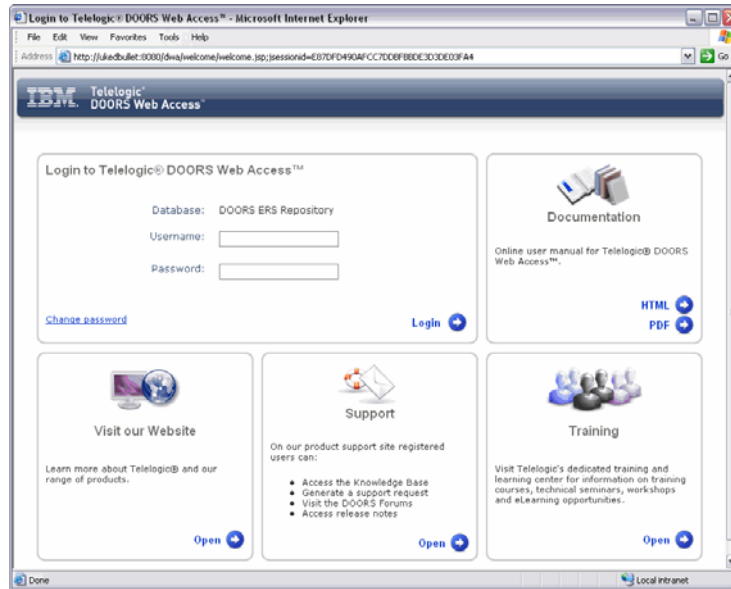 Login to Telelogic® DOORS Web Access™ - Microsoft Internet Explorer
File Edit View Favorites Tools Help
Address http://ukedbullet:8080/dwa/welcome/welcome.jsp;jsessionid=
Go
IBM. Telelogic®
DOORS Web Access™
Login to Telelogic® DOORS Web Access™
Database: DOORS ERS Repository
Username:
Password:
Change password
Login
Documentation
Online user manual for Telelogic® DOORS
Web Access™.
HTML
PDF
Visit our Website
Learn more about Telelogic® and our
range of products.
Open
Support
On our product support site registered
users can:
• Access the Knowledge Base
• Generate a support request
• Visit the DOORS Forums
• Access release notes
Open
Training
Visit Telelogic's dedicated training and
learning center for information on training
courses, technical seminars, workshops
and eLearning opportunities.
Open
Done
Local intranet